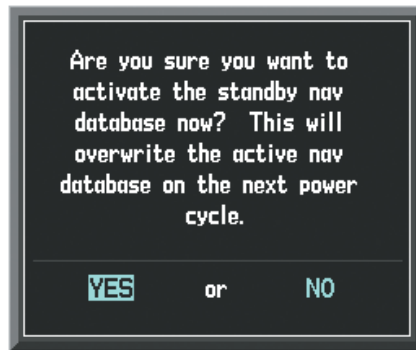 Are you sure you want to
activate the standby nav
database now? This will
overwrite the active nav
database on the next power
cycle.
YES or NO